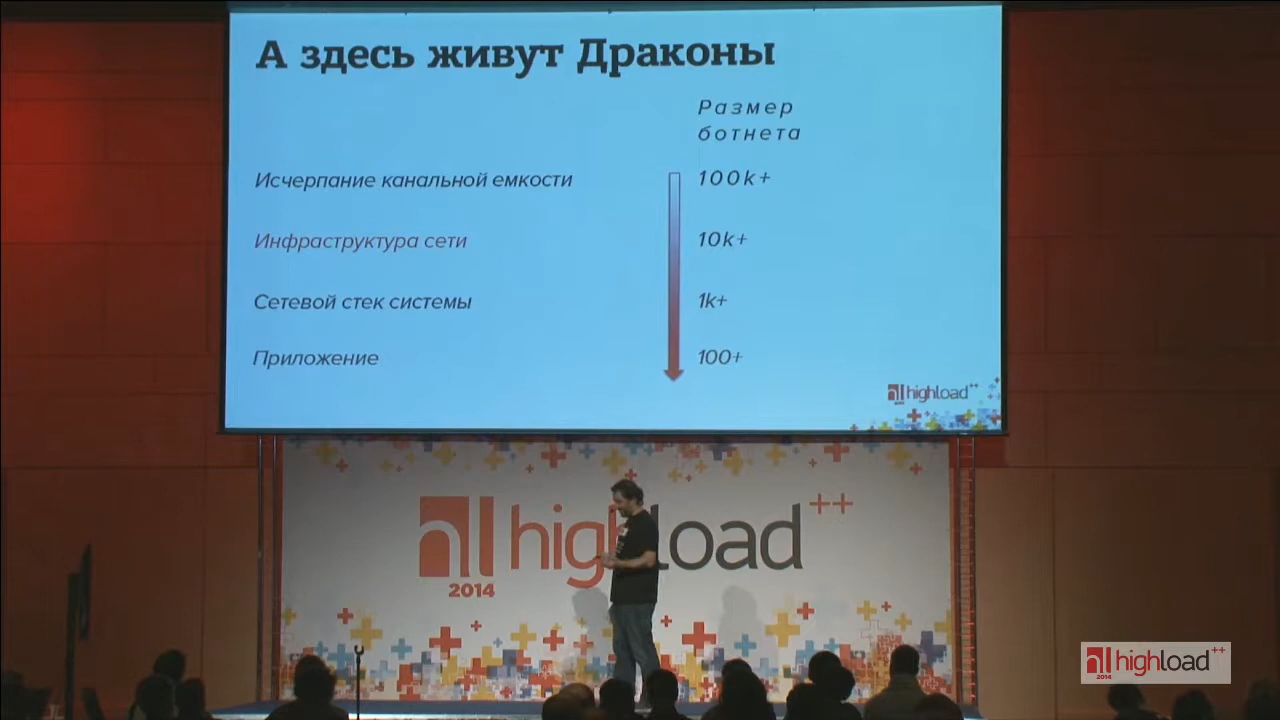 А здесь живут Драконы
Размер
ботнета
Исчерпание канальной емкости
100k+
Инфраструктура сети
10k+
Сетевой стек системы
1k+
Приложение
100+
highload++
highload++
2014
highload++
2014